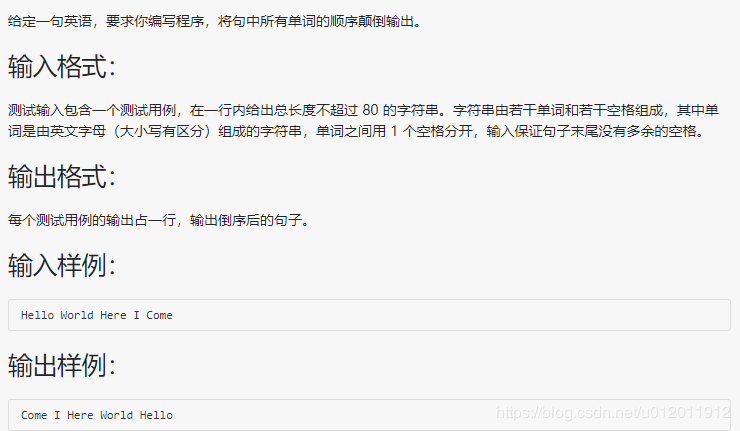 给定一句英语，要求你编写程序，将句中所有单词的顺序颠倒输出。
输入格式：
测试输入包含一个测试用例，在一行内给出总长度不超过 80 的字符串。字符串由若干单词和若干空格组成，其中单
词是由英文字母（大小写有区分）组成的字符串，单词之间用 1 个空格分开，输入保证句子末尾没有多余的空格。
输出格式：
每个测试用例的输出占一行，输出倒序后的句子。
输入样例：
Hello World Here I Come
输出样例：
Come I Here World Hello
https://blog.csdn.net/u012011912